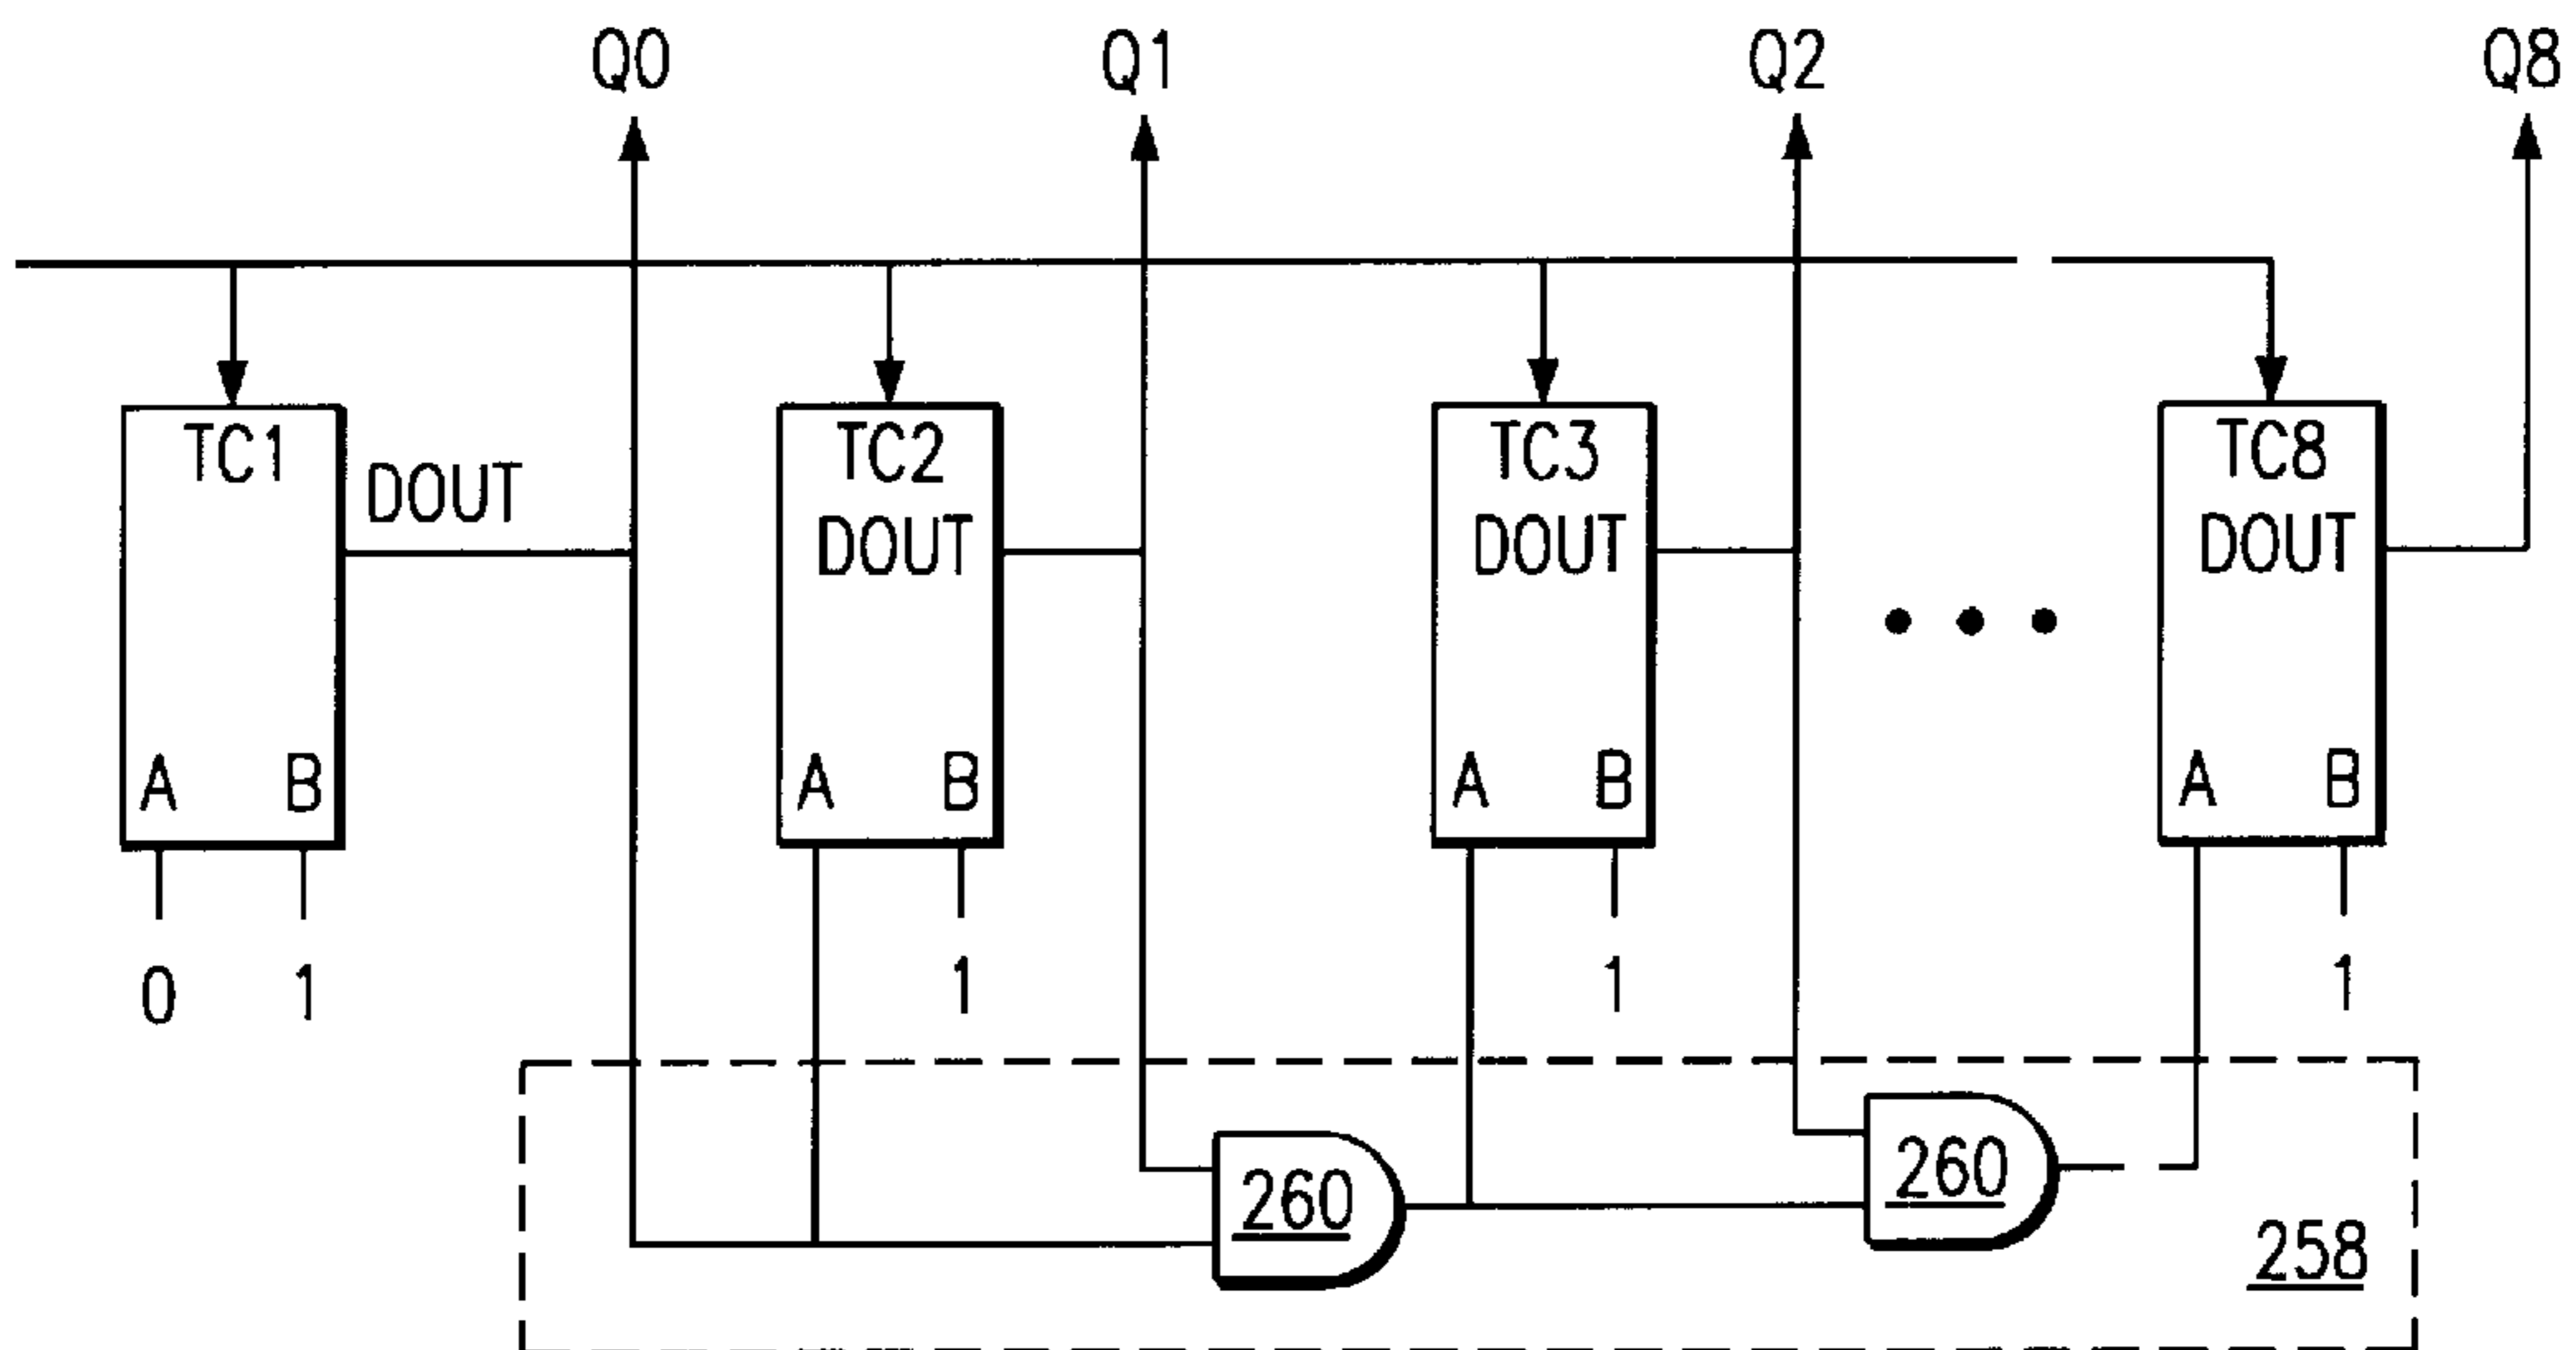 Q0 Q1 Q2 Q8
TC1 TC2 TC3 TC8
DOUT DOUT DOUT DOUT
A B A B A B A B
0 1 1 1 1
260 260
258